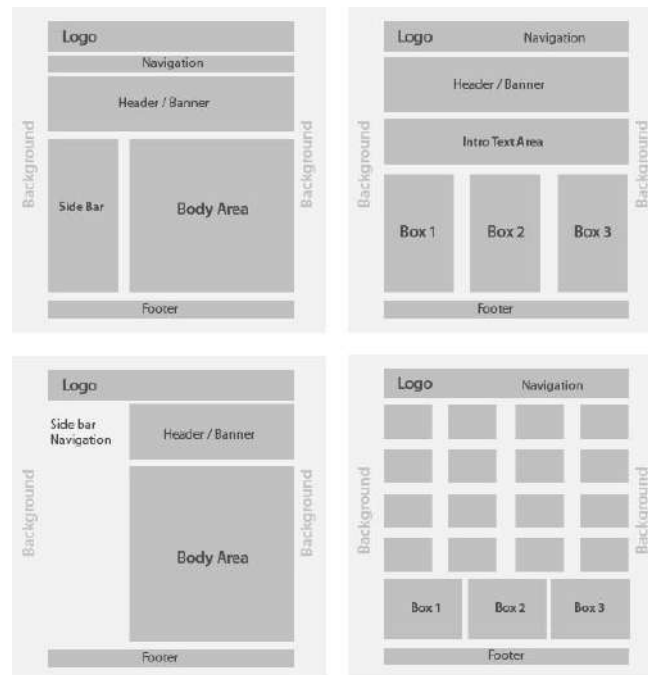 Logo
Navigation
Header / Banner
Background
Background
Side Bar
Body Area
Footer
Logo Navigation
Header / Banner
Intro Text Area
Background
Background
Box 1 Box 2 Box 3
Footer
Logo
Side bar
Navigation
Header / Banner
Background
Background
Body Area
Footer
Logo Navigation
Background
Background
Box 1 Box 2 Box 3
Footer